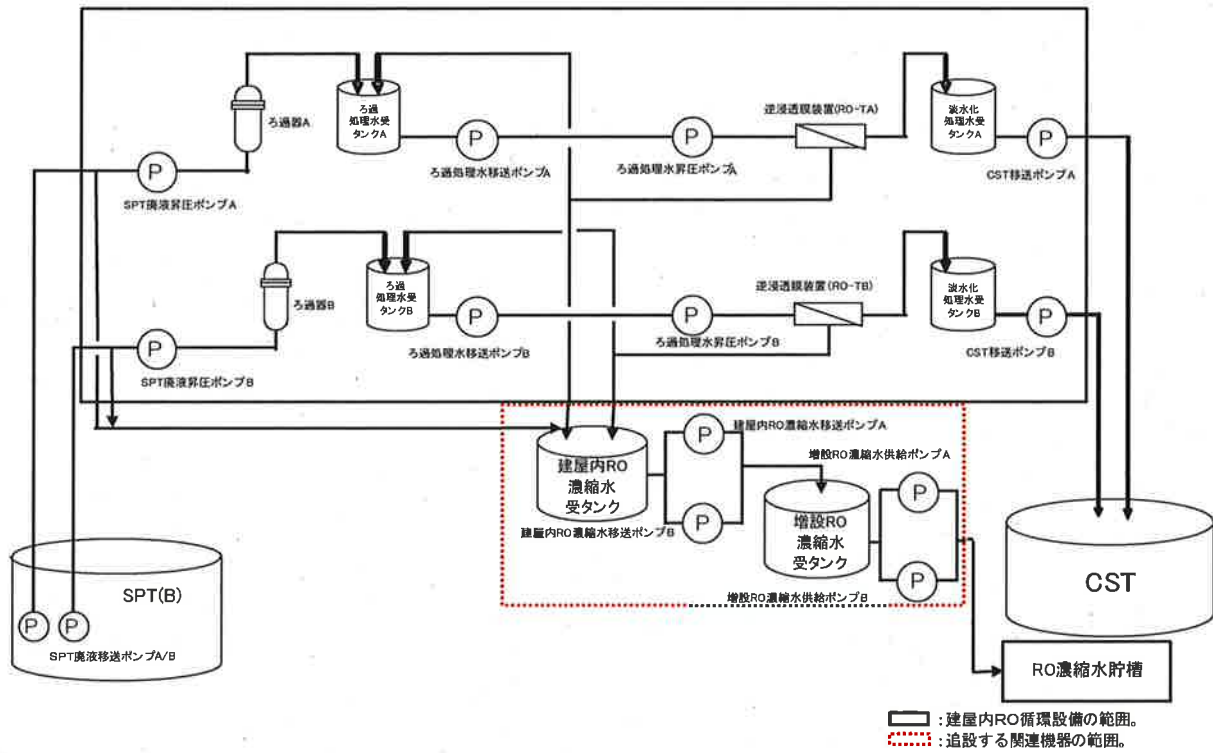 ろ過器A
ろ過
処理水受
タンクA
P
ろ過処理水移送ポンプA
P
ろ過処理水昇圧ポンプA
逆浸透膜装置(RO-TA)
淡水化
処理水受
タンクA
P
CST移送ポンプA
P
SPT廃液昇圧ポンプA
ろ過器B
ろ過
処理水受
タンクB
P
ろ過処理水移送ポンプB
P
ろ過処理水昇圧ポンプB
逆浸透膜装置(RO-TB)
淡水化
処理水受
タンクB
P
CST移送ポンプB
P
SPT廃液昇圧ポンプB
建屋内RO
濃縮水
受タンク
P
建屋内RO濃縮水移送ポンプA
P
建屋内RO濃縮水移送ポンプB
増設RO濃縮水供給ポンプA
P
増設RO
濃縮水
受タンク
P
増設RO濃縮水供給ポンプB
SPT(B)
P
P
SPT廃液移送ポンプA/B
CST
RO濃縮水貯槽
:建屋内RO循環設備の範囲。
:追設する関連機器の範囲。